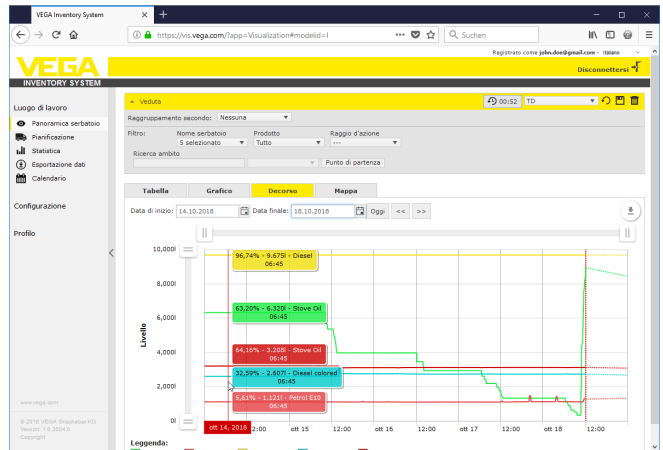 VEGA Inventory System
https://vis.vega.com/?app=Visualization#modelid=l
Suchen
Registrato come john.doe@gmail.com - Italiano
VEGA
Disconnettersi
INVENTORY SYSTEM
Luogo di lavoro
Panoramica serbatoio
Pianificazione
Statistica
Esportazione dati
Calendario
Configurazione
Profilo
www.vega.com
Copyright
Veduta
00:52
TD
Raggruppamento secondo: Nessuna
Filtro:
Nome serbatoio
Prodotto
Raggio d'azione
5 selezionato
Tutto
---
Ricerca ambito
Punto di partenza
Tabella
Grafico
Decorso
Mappa
Data di inizio: 14.10.2018
Data finale: 18.10.2018
Oggi
<<
>>
Livello
10,000l
8,000l
6,000l
4,000l
2,000l
0l
96,74% - 9.675l - Diesel
06:45
63,20% - 6.320l - Stove Oil
06:45
64,16% - 3.208l - Stove Oil
06:45
32,59% - 2.607l - Diesel colored
06:45
5,61% - 1.121l - Petrol E10
06:45
ott 14, 2018
2:00
ott 15
12:00
ott 16
12:00
ott 17
12:00
ott 18
12:00
Leggenda: